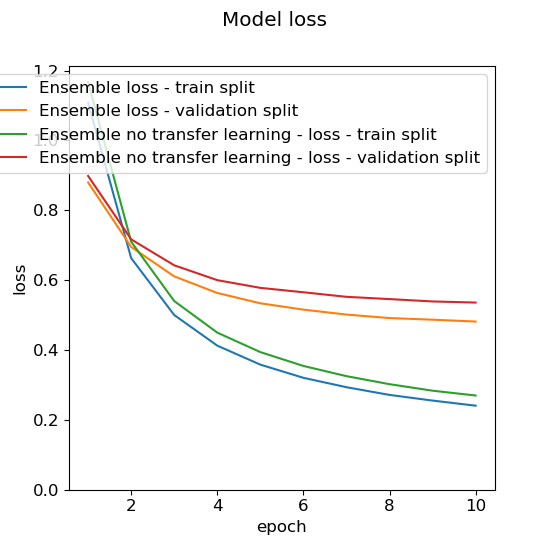 Model loss
1.2
Ensemble loss - train split
Ensemble loss - validation split
1.0
Ensemble no transfer learning - loss - train split
Ensemble no transfer learning - loss - validation split
0.8
0.6
loss
0.4
0.2
0.0
2 4 6 8 10
epoch